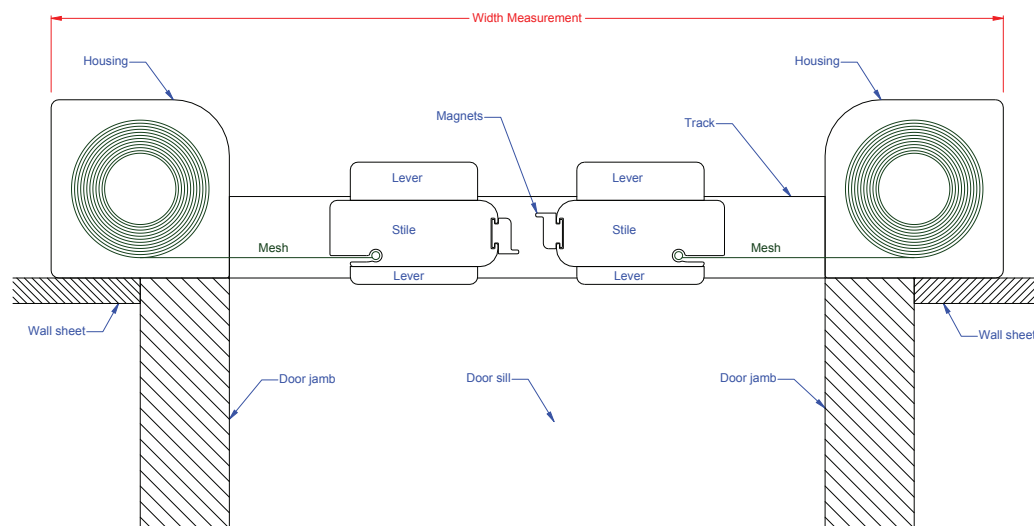 Width Measurement
Housing
Housing
Magnets
Track
Lever
Lever
Stile
Stile
Mesh
Mesh
Lever
Lever
Wall sheet
Wall sheet
Door jamb
Door sill
Door jamb